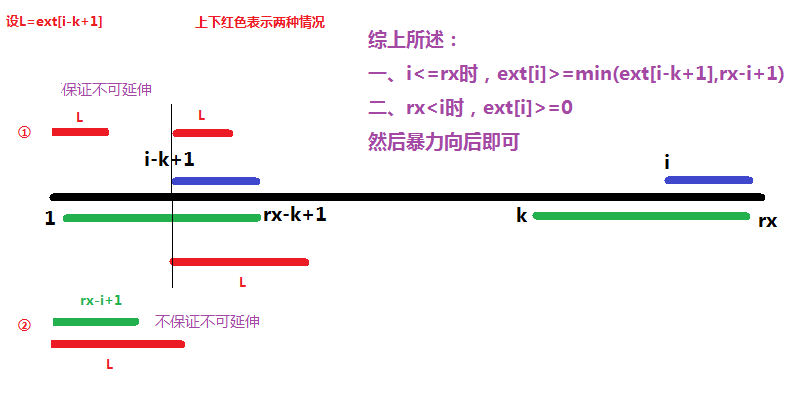 设L=ext[i-k+1]
上下红色表示两种情况
综上所述：
一、i<=rx时，ext[i]>=min(ext[i-k+1],rx-i+1)
二、rx<i时，ext[i]>=0
然后暴力向后即可
保证不可延伸
L
L
①
i-k+1
i
1
rx-k+1
k
rx
L
rx-i+1
②
不保证不可延伸
L